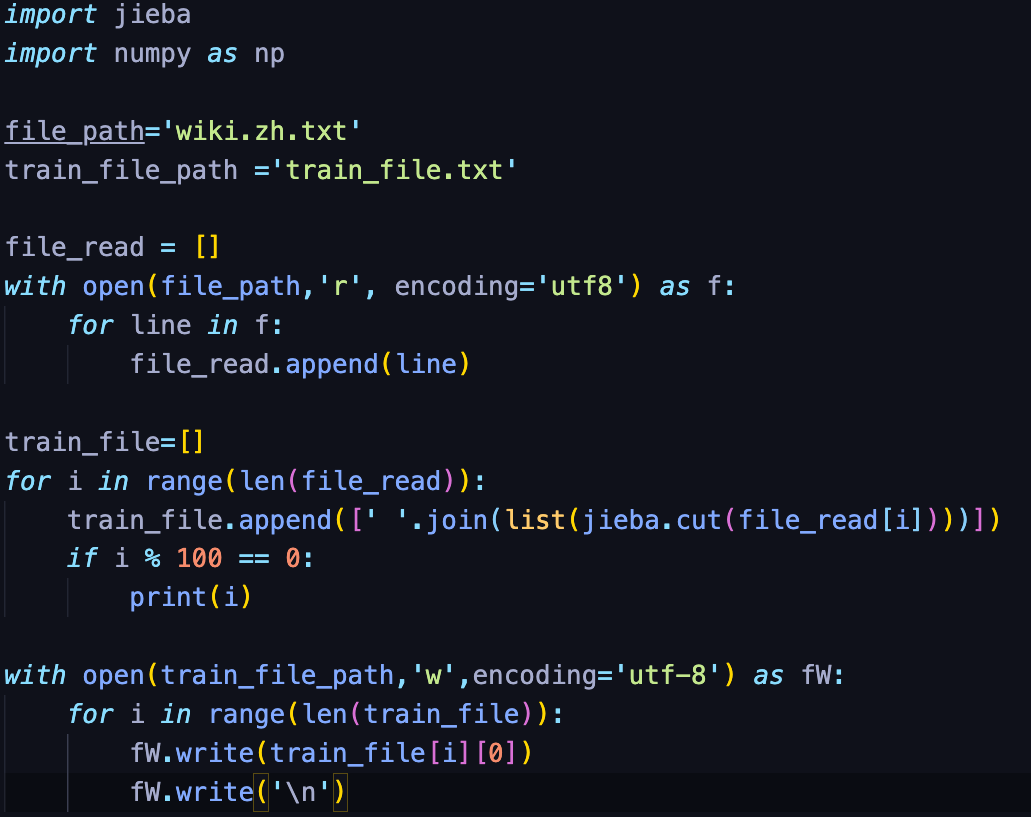 import jieba
import numpy as np
file_path='wiki.zh.txt'
train_file_path ='train_file.txt'
file_read = []
with open(file_path,'r', encoding='utf8') as f:
    for line in f:
        file_read.append(line)
train_file=[]
for i in range(len(file_read)):
    train_file.append([' '.join(list(jieba.cut(file_read[i])))])
    if i % 100 == 0:
        print(i)
with open(train_file_path,'w',encoding='utf-8') as fW:
    for i in range(len(train_file)):
        fW.write(train_file[i][0])
        fW.write('\n')